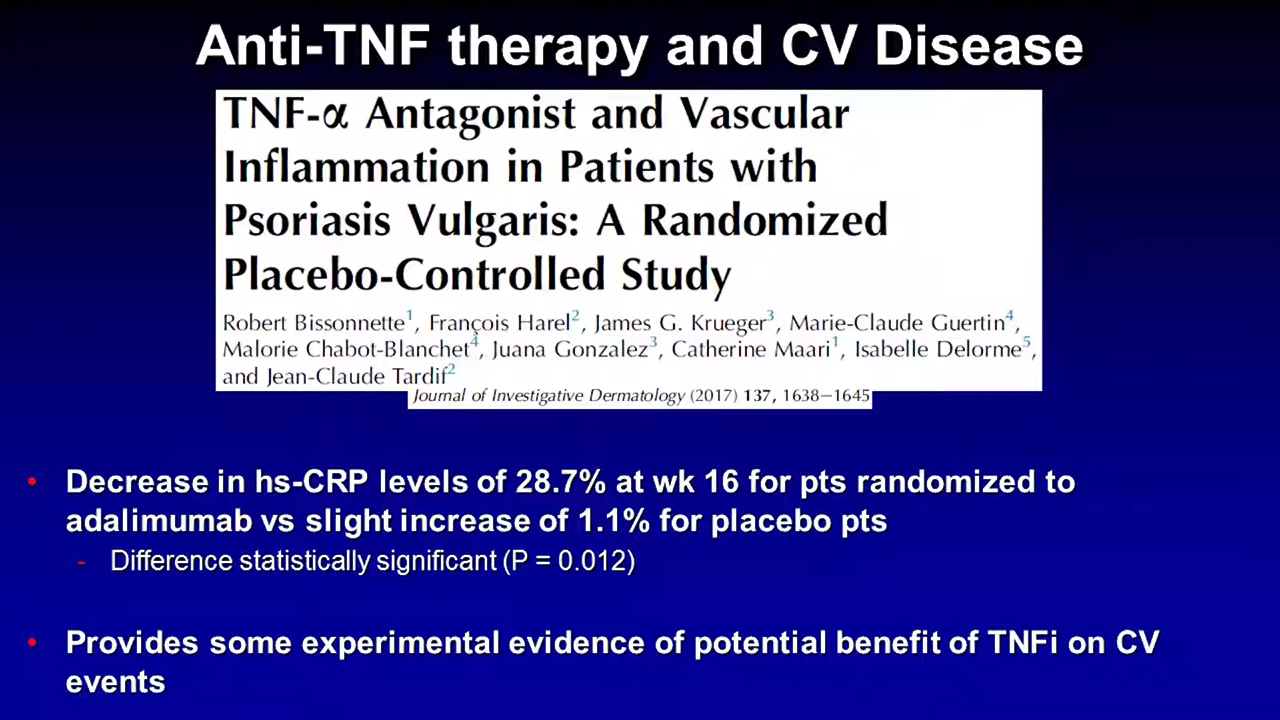 Anti-TNF therapy and CV Disease
TNF-α Antagonist and Vascular
Inflammation in Patients with
Psoriasis Vulgaris: A Randomized
Placebo-Controlled Study
Robert Bissonnette1, François Harel2, James G. Krueger3, Marie-Claude Guertin4,
Malorie Chabot-Blanchet4, Juana Gonzalez3, Catherine Maari1, Isabelle Delorme5,
and Jean-Claude Tardif2
Journal of Investigative Dermatology (2017) 137, 1638–1645
• Decrease in hs-CRP levels of 28.7% at wk 16 for pts randomized to
adalimumab vs slight increase of 1.1% for placebo pts
- Difference statistically significant (P = 0.012)
• Provides some experimental evidence of potential benefit of TNFi on CV
events